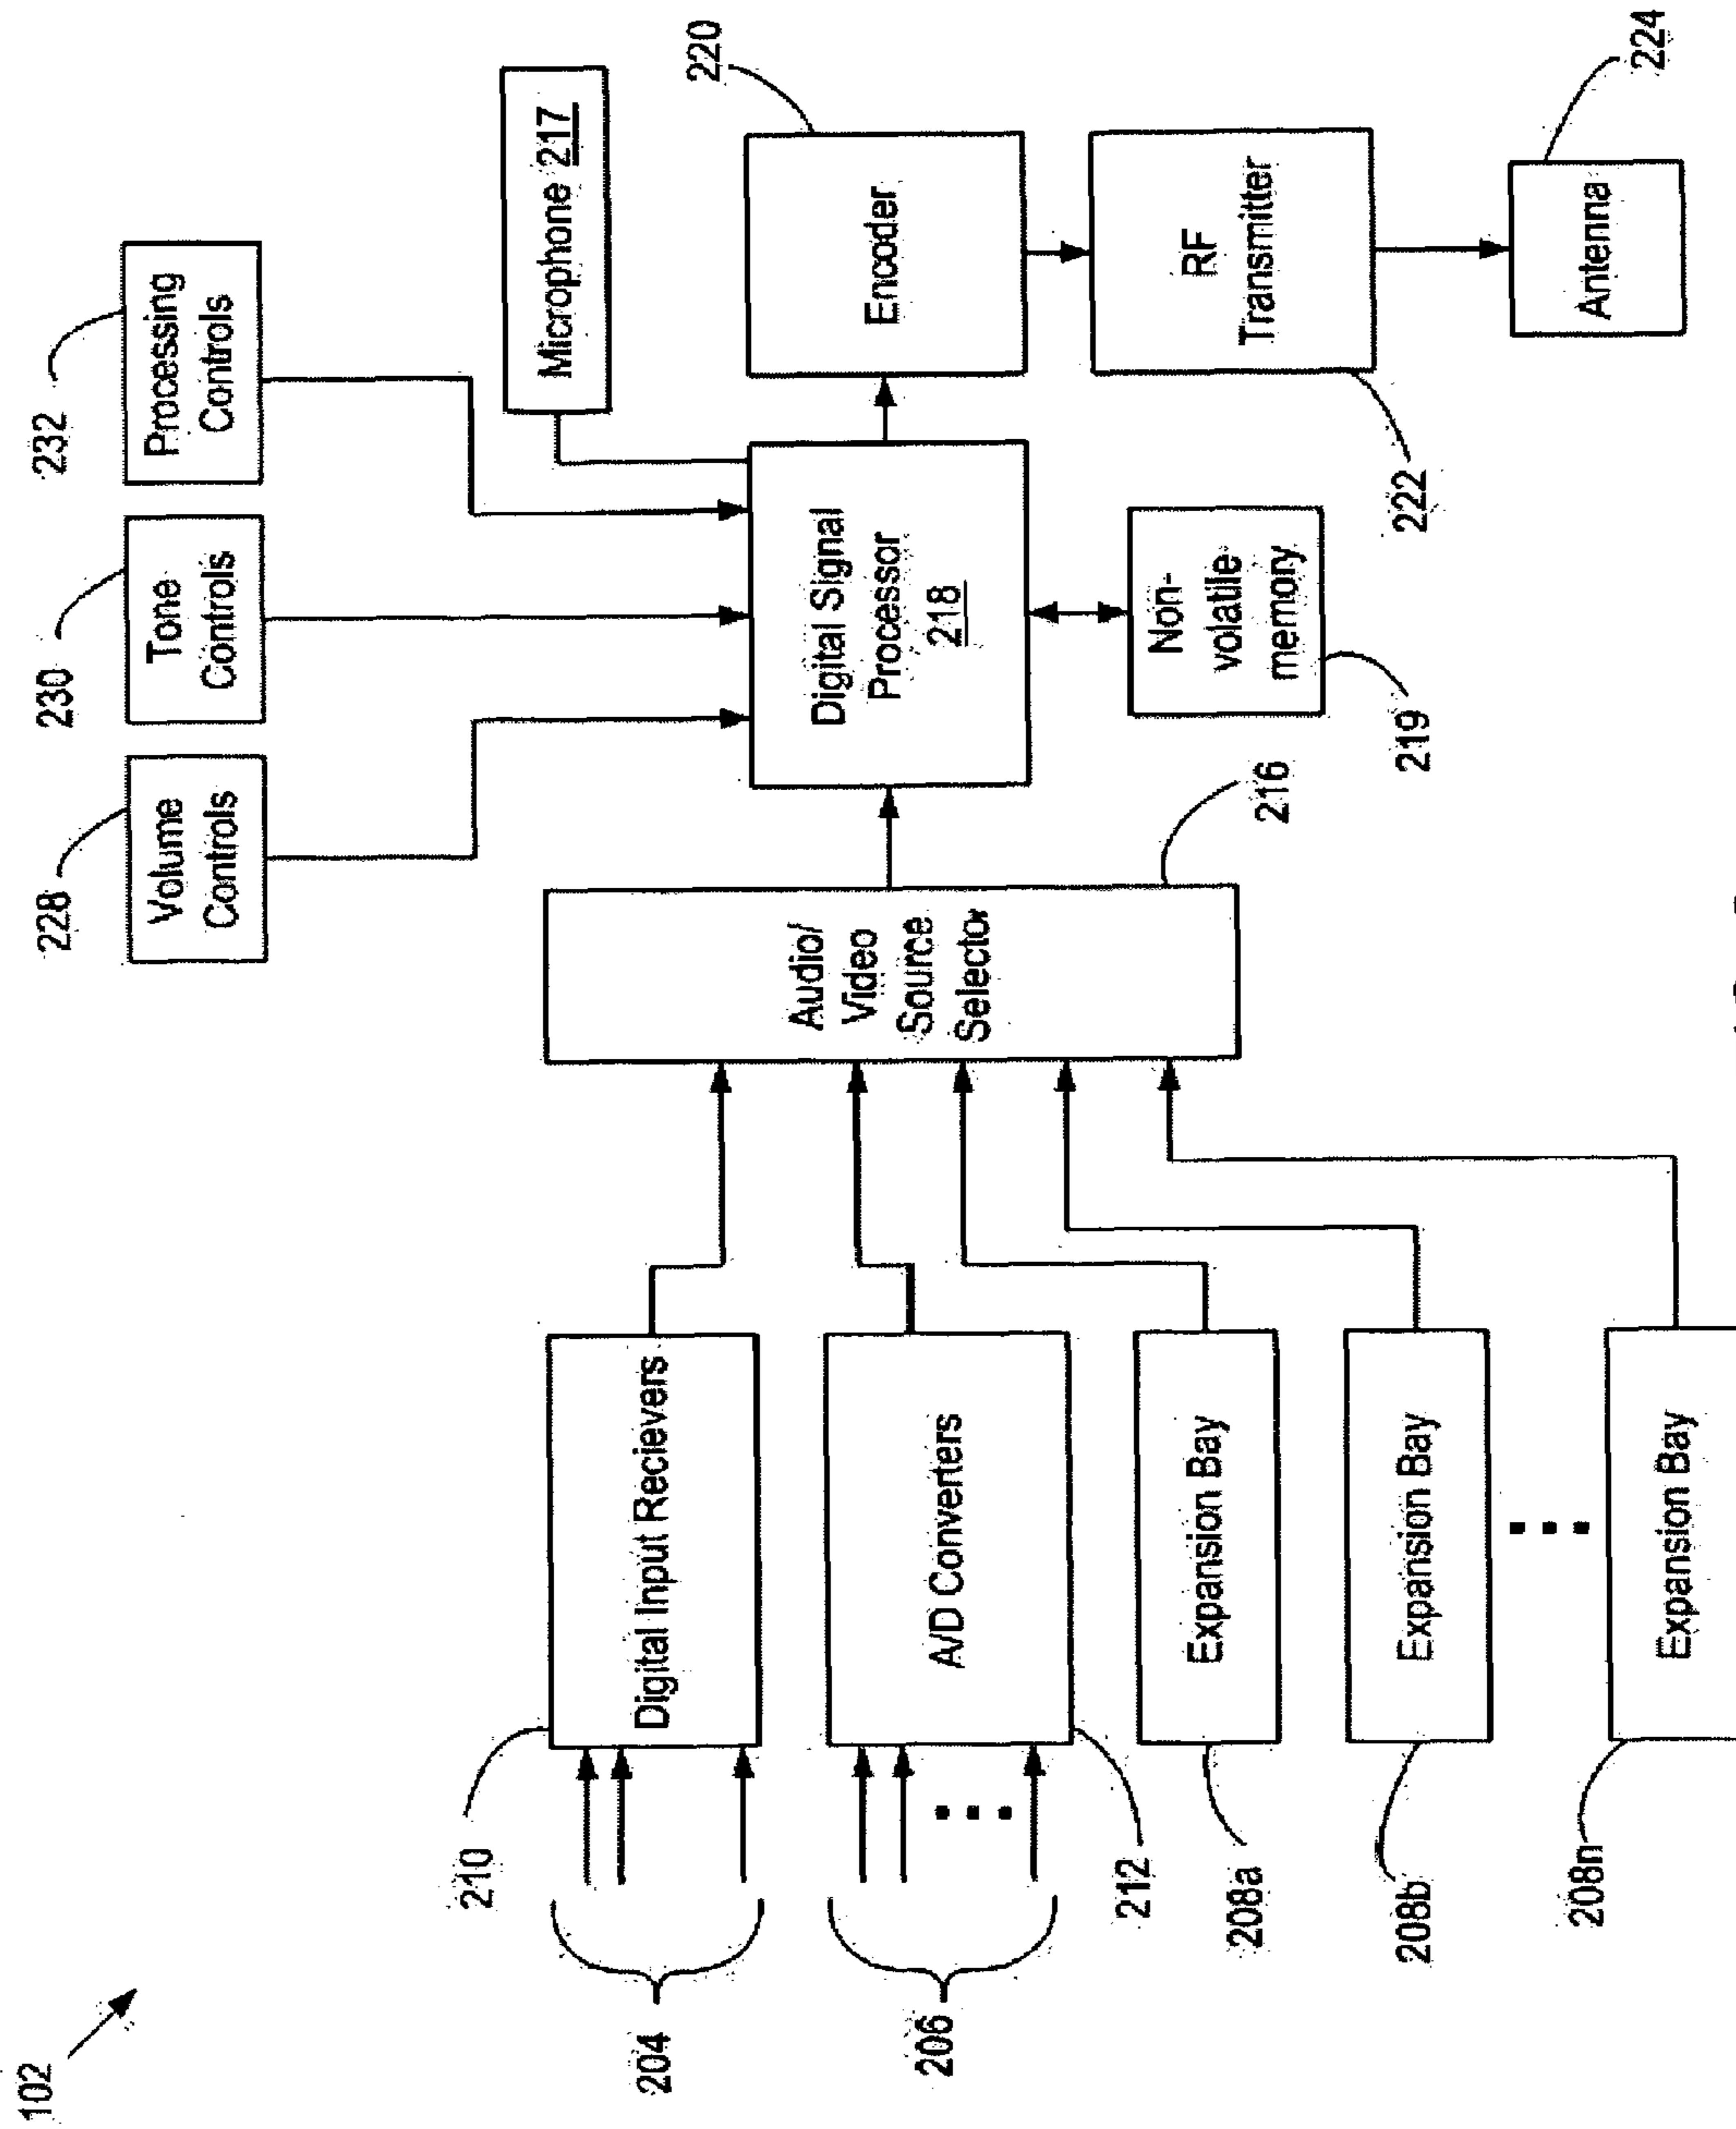 102
204
206
210
Digital Input Recievers
212
A/D Converters
208a
Expansion Bay
208b
Expansion Bay
208n
Expansion Bay
Audio/
Video
Source
Selector
216
228
Volume
Controls
230
Tone
Controls
232
Processing
Controls
Microphone 217
Digital Signal
Processor
218
Non-
volatile
memory
219
220
Encoder
RF
Transmitter
222
Antenna
224